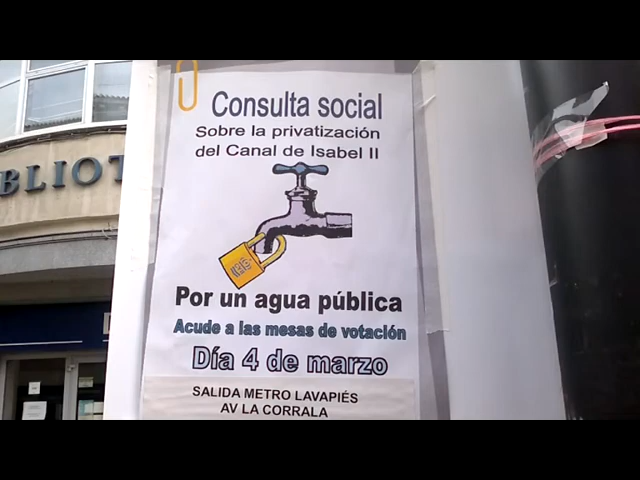 BLIOT
Consulta social
Sobre la privatización
del Canal de Isabel II
Por un agua pública
Acude a las mesas de votación
Día 4 de marzo
SALIDA METRO LAVAPIÉS
AV LA CORRALA